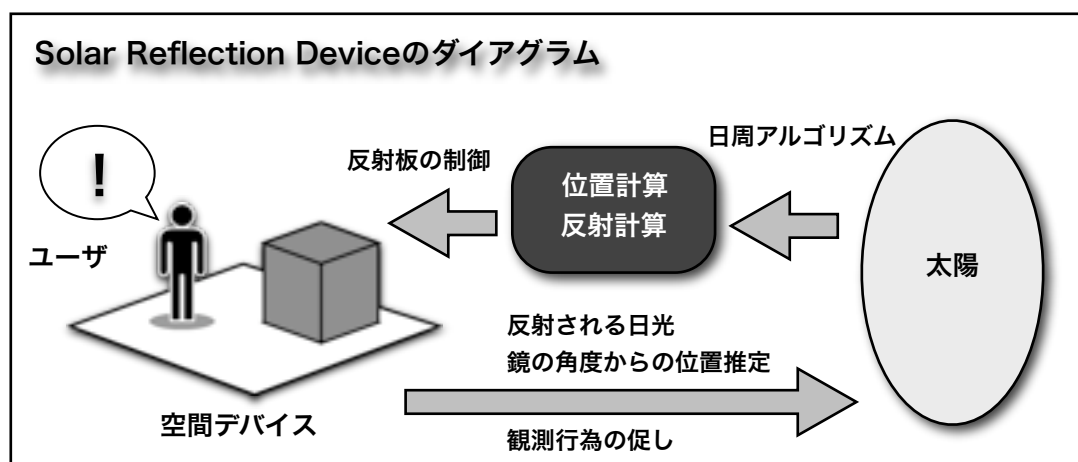 Solar Reflection Deviceのダイアグラム
日周アルゴリズム
反射板の制御
位置計算
反射計算
!
ユーザ
太陽
反射される日光
鏡の角度からの位置推定
空間デバイス
観測行為の促し